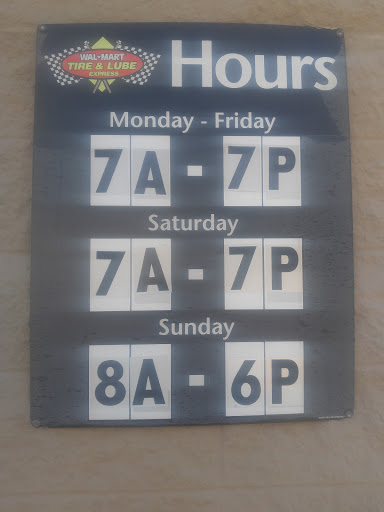 WAL-MART
TIRE & LUBE
EXPRESS
Hours
Monday - Friday
7A - 7P
Saturday
7A - 7P
Sunday
8A - 6P